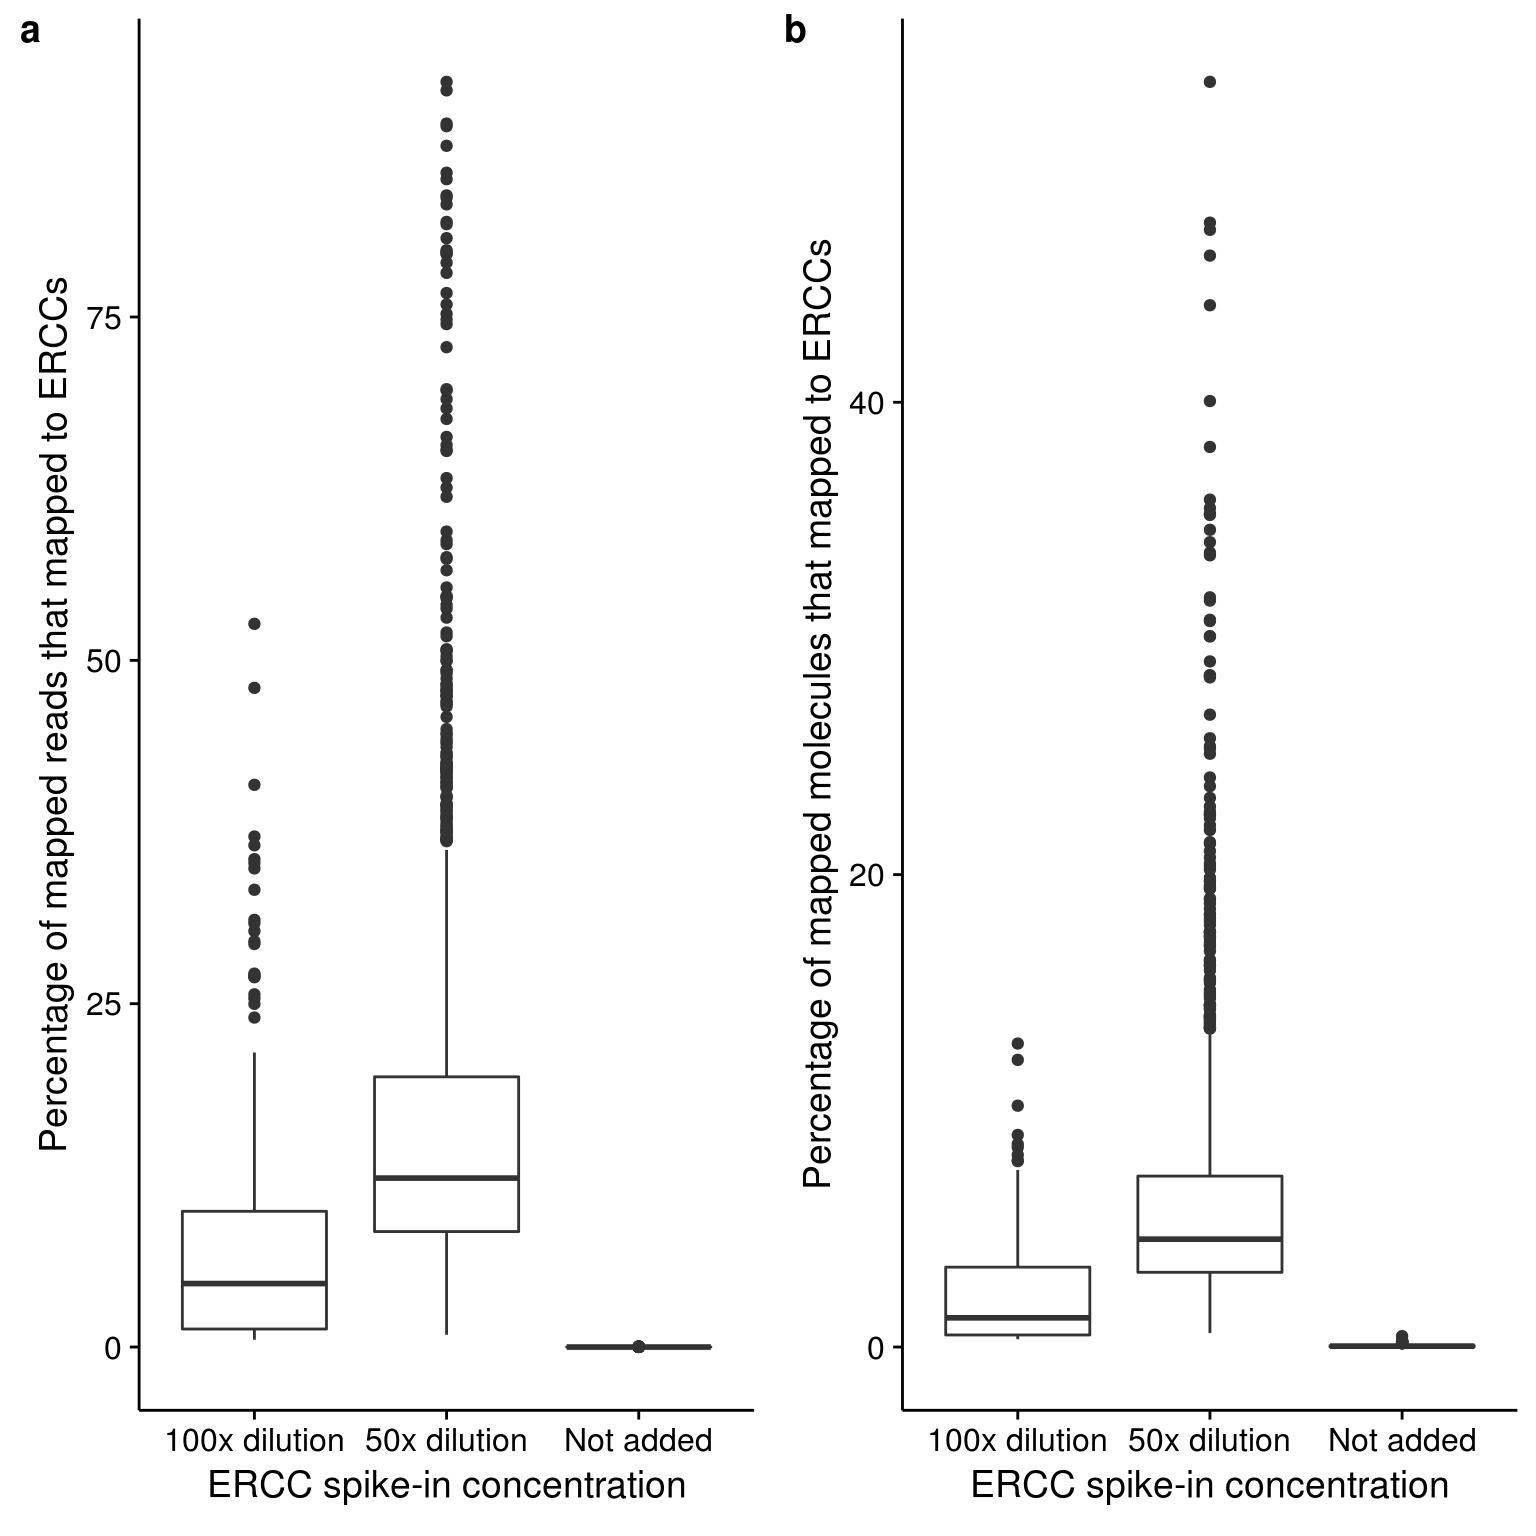 a
Percentage of mapped reads that mapped to ERCCs
75
50
25
0
100x dilution 50x dilution Not added
ERCC spike-in concentration
b
Percentage of mapped molecules that mapped to ERCCs
40
20
0
100x dilution 50x dilution Not added
ERCC spike-in concentration